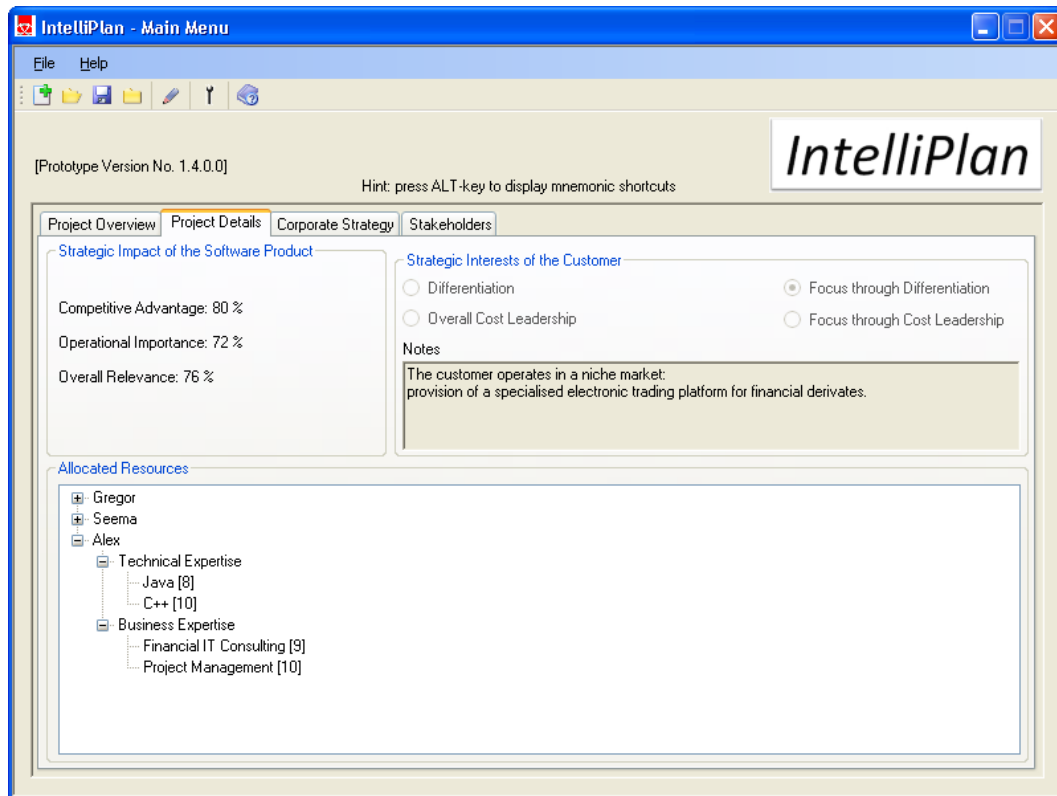 IntelliPlan - Main Menu
File Help
[Prototype Version No. 1.4.0.0]
Hint: press ALT-key to display mnemonic shortcuts
IntelliPlan
Project Overview Project Details Corporate Strategy Stakeholders
Strategic Impact of the Software Product
Competitive Advantage: 80 %
Operational Importance: 72 %
Overall Relevance: 76 %
Strategic Interests of the Customer
Differentiation Focus through Differentiation
Overall Cost Leadership Focus through Cost Leadership
Notes
The customer operates in a niche market:
provision of a specialised electronic trading platform for financial derivates.
Allocated Resources
Gregor
Seema
Alex
Technical Expertise
Java [8]
C++ [10]
Business Expertise
Financial IT Consulting [9]
Project Management [10]